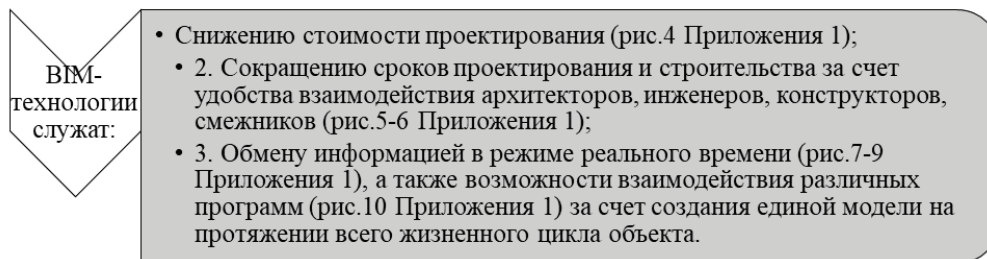 BIM-
технологии
служат:
• Снижению стоимости проектирования (рис.4 Приложения 1);
• 2. Сокращению сроков проектирования и строительства за счет
удобства взаимодействия архитекторов, инженеров, конструкторов,
смежников (рис.5-6 Приложения 1);
• 3. Обмену информацией в режиме реального времени (рис.7-9
Приложения 1), а также возможности взаимодействия различных
программ (рис.10 Приложения 1) за счет создания единой модели на
протяжении всего жизненного цикла объекта.